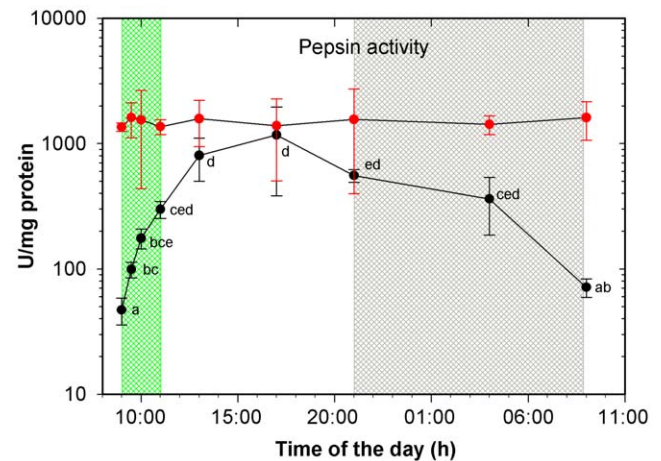 Pepsin activity
U/mg protein
10000
1000
100
10
a
bc
bce
ced
d
d
ed
ced
ab
10:00 15:00 20:00 01:00 06:00 11:00
Time of the day (h)